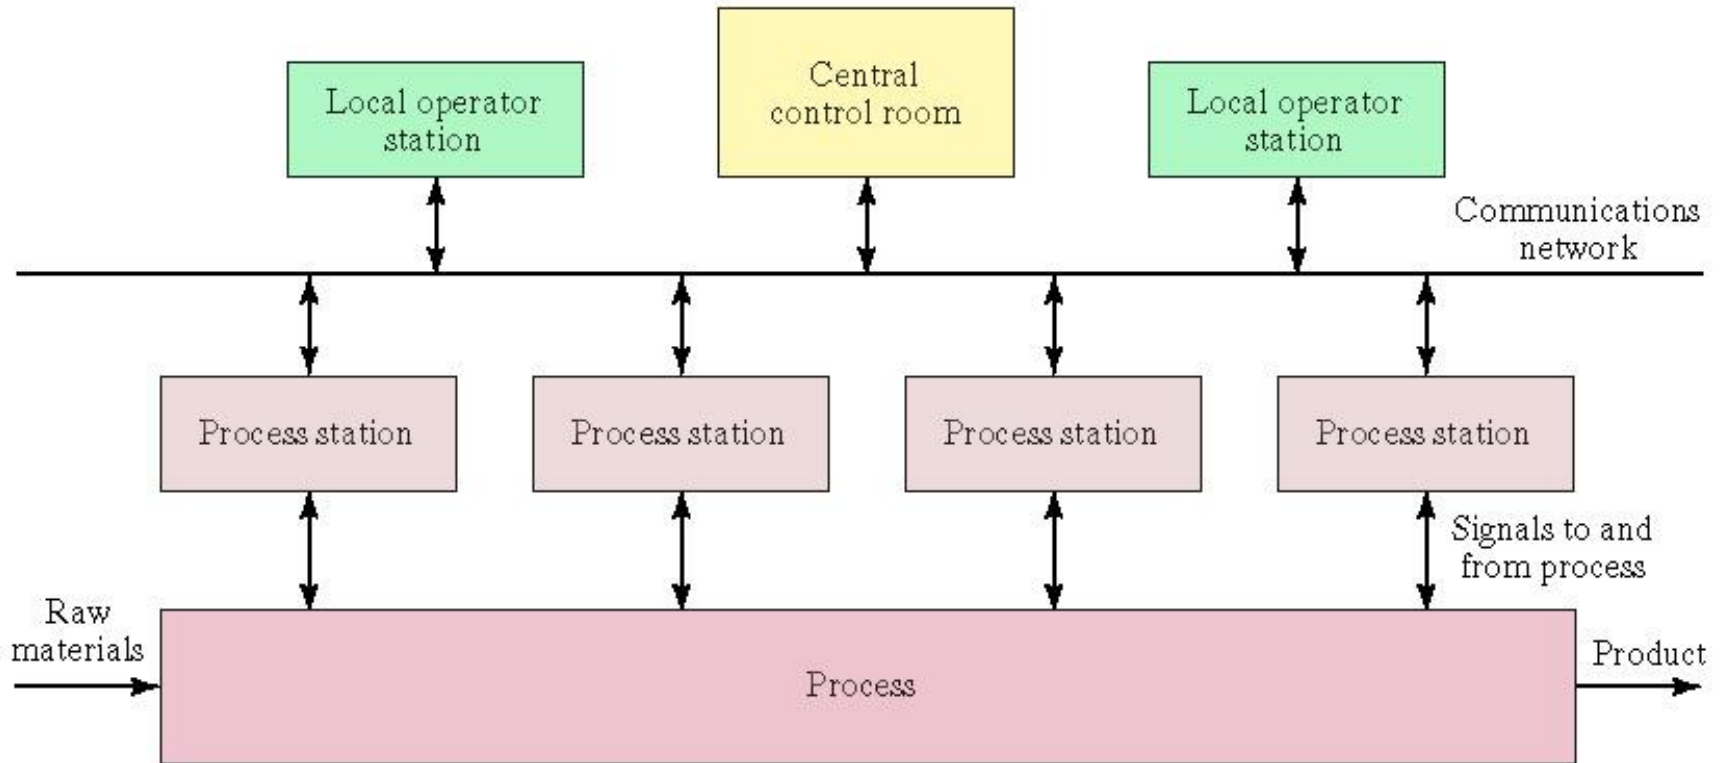 Local operator
station
Central
control room
Local operator
station
Communications
network
Process station
Process station
Process station
Process station
Signals to and
from process
Raw
materials
Process
Product